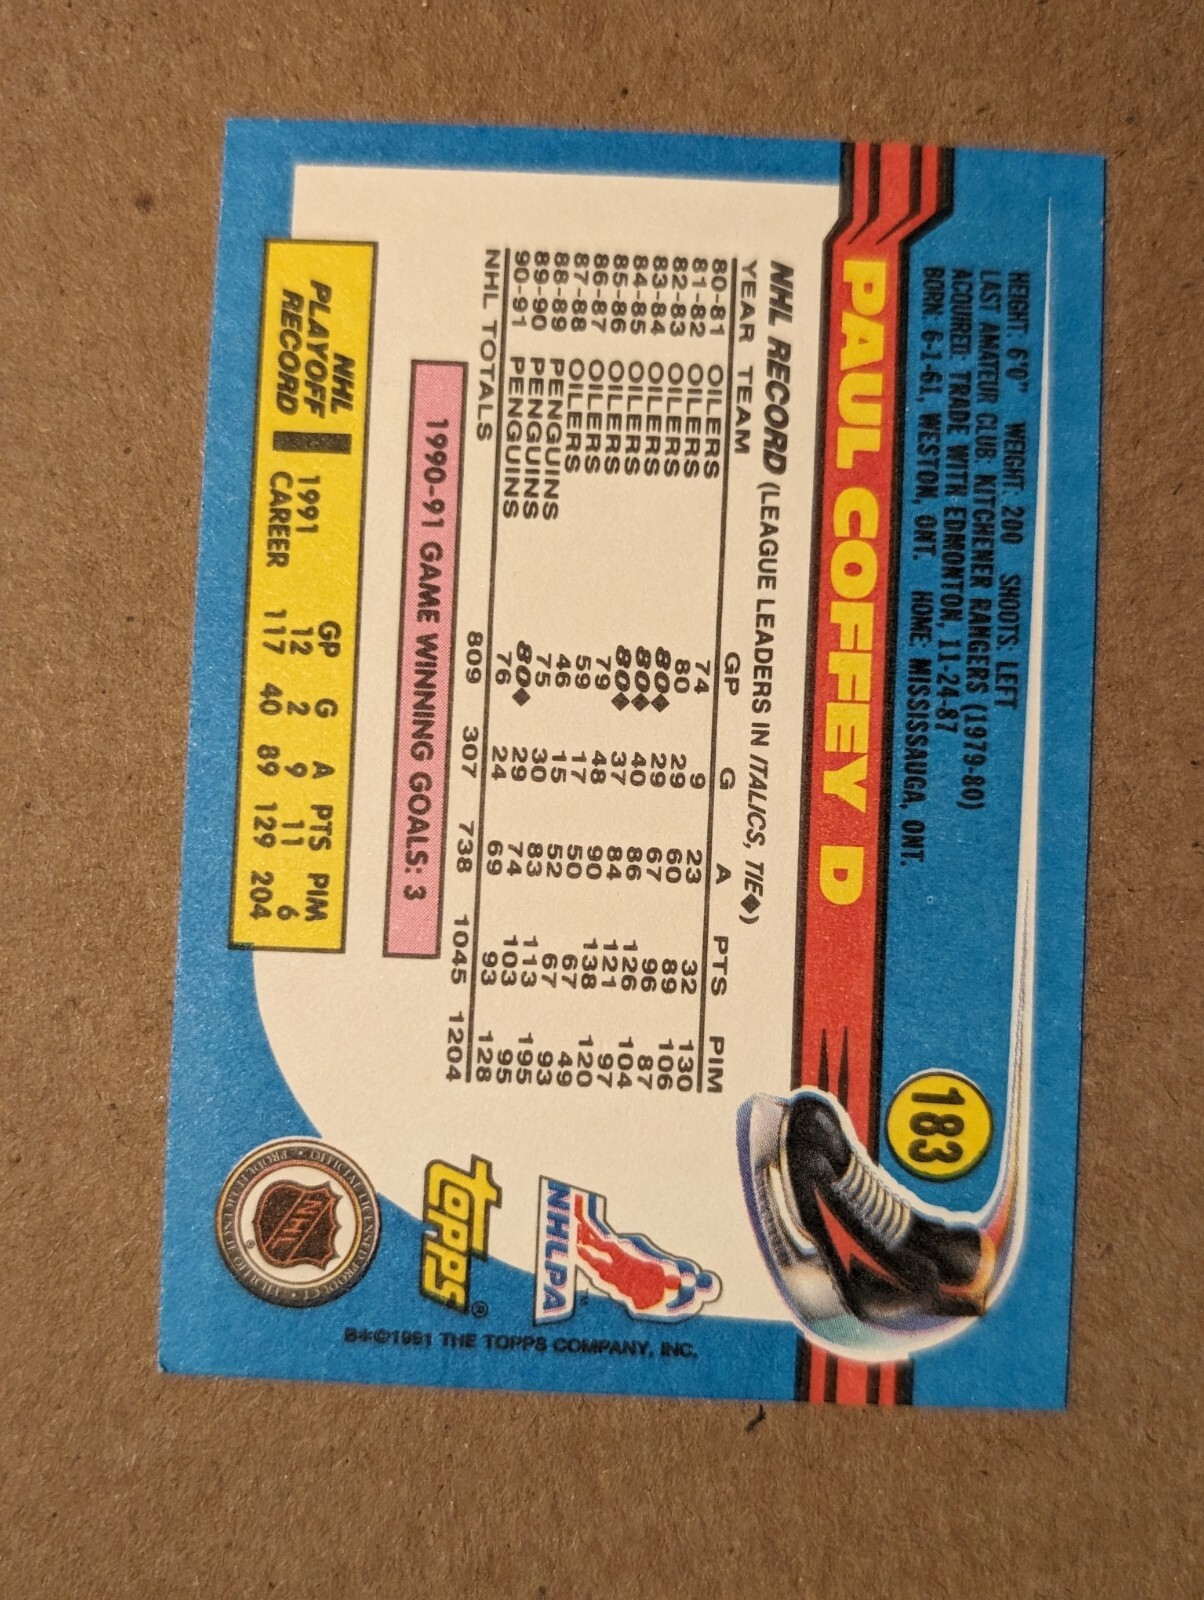 183
HEIGHT: 6'0" WEIGHT: 200 SHOOTS: LEFT
LAST AMATEUR CLUB: KITCHENER RANGERS (1979-80)
ACQUIRED: TRADE WITH EDMONTON, 11-24-87
BORN: 6-1-61, WESTON, ONT. HOME: MISSISSAUGA, ONT.
PAUL COFFEY D
NHL RECORD (LEAGUE LEADERS IN ITALICS, TIE◆)
YEAR TEAM GP G A PTS PIM
80-81 OILERS 74 9 23 32 130
81-82 OILERS 80 29 60 89 106
82-83 OILERS 80◆ 29 67 96 87
83-84 OILERS 80◆ 40 86 126 104
84-85 OILERS 80◆ 37 84 121 97
85-86 OILERS 79 48 90 138 120
86-87 OILERS 59 17 50 67 49
87-88 PENGUINS 46 15 52 67 93
88-89 PENGUINS 75 30 83 113 195
89-90 PENGUINS 80◆ 29 74 103 95
90-91 PENGUINS 76 24 69 93 128
NHL TOTALS 809 307 738 1045 1204
1990-91 GAME WINNING GOALS: 3
NHL
PLAYOFF
RECORD
GP G A PTS PIM
1991 12 2 9 11 6
CAREER 117 40 89 129 204
NHLPA™
TOPPS®
NHL®
B*©1991 THE TOPPS COMPANY, INC.